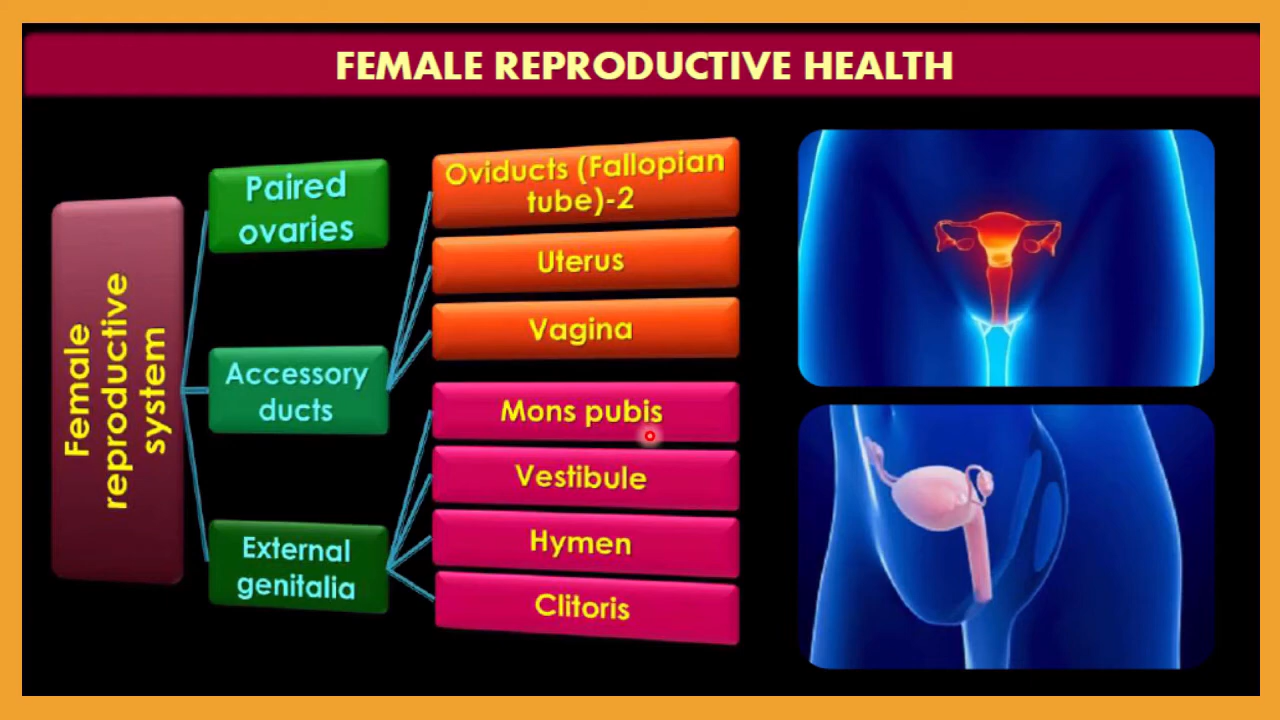 FEMALE REPRODUCTIVE HEALTH
Female
reproductive
system
Paired
ovaries
Accessory
ducts
External
genitalia
Oviducts (Fallopian
tube)-2
Uterus
Vagina
Mons pubis
Vestibule
Hymen
Clitoris